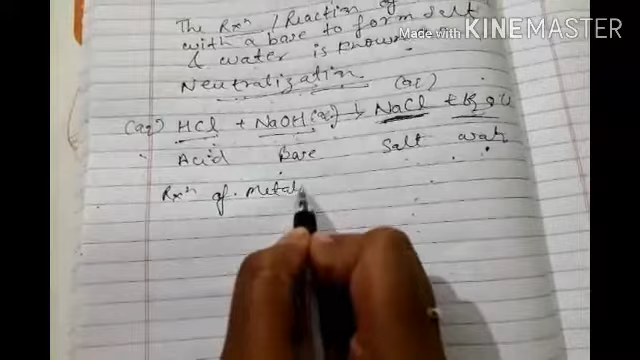 The Rxⁿ / Reaction of
with a base to form salt
& water is known
Made with KINEMASTER
Neutralization
(aq)
(aq) HCl + NaOH (aq) → NaCl + H2O
Acid Base Salt water
Rxⁿ of Metal